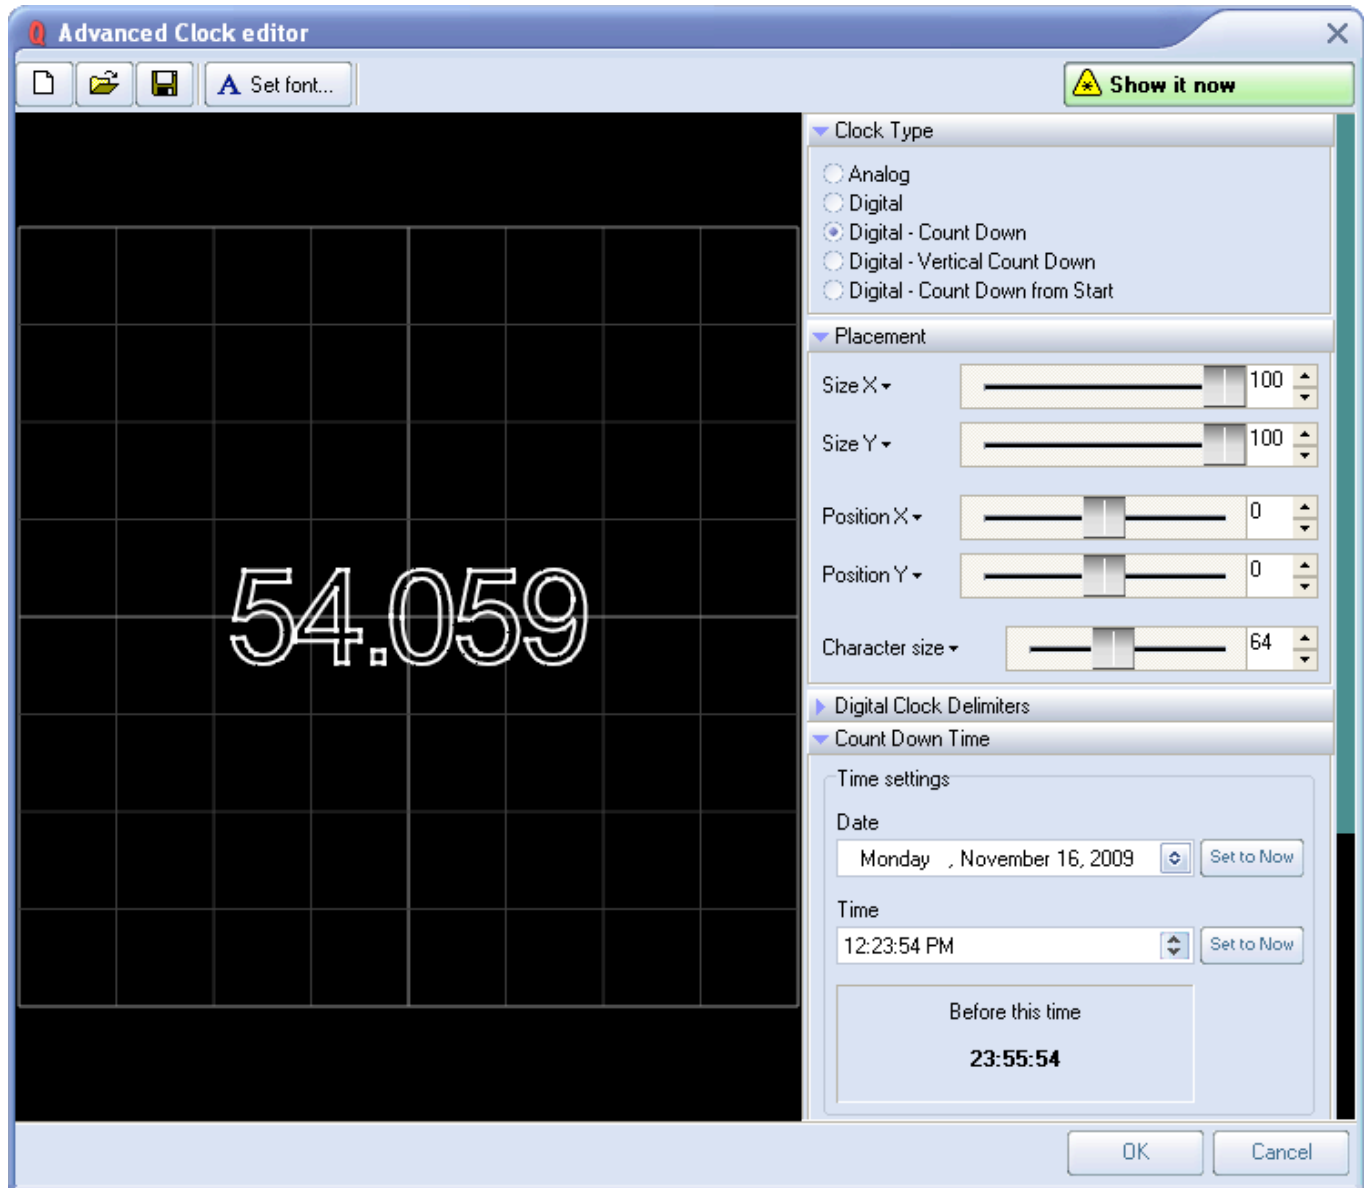 Advanced Clock editor
Set font...
Show it now
54.059
Clock Type
Analog
Digital
Digital - Count Down
Digital - Vertical Count Down
Digital - Count Down from Start
Placement
Size X 100
Size Y 100
Position X 0
Position Y 0
Character size 64
Digital Clock Delimiters
Count Down Time
Time settings
Date
Monday , November 16, 2009 Set to Now
Time
12:23:54 PM Set to Now
Before this time
23:55:54
OK Cancel